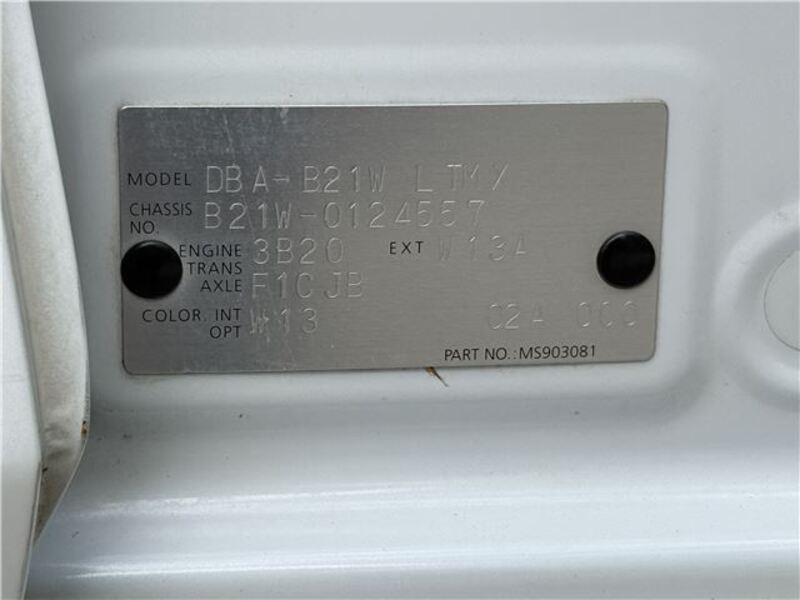 MODEL DBA-B21W LTMX
CHASSIS NO. B21W-0124557
ENGINE 3B20 EXT W13A
TRANS AXLE F1CJB
COLOR. INT OPT W13 C2A 000
PART NO.:MS903081